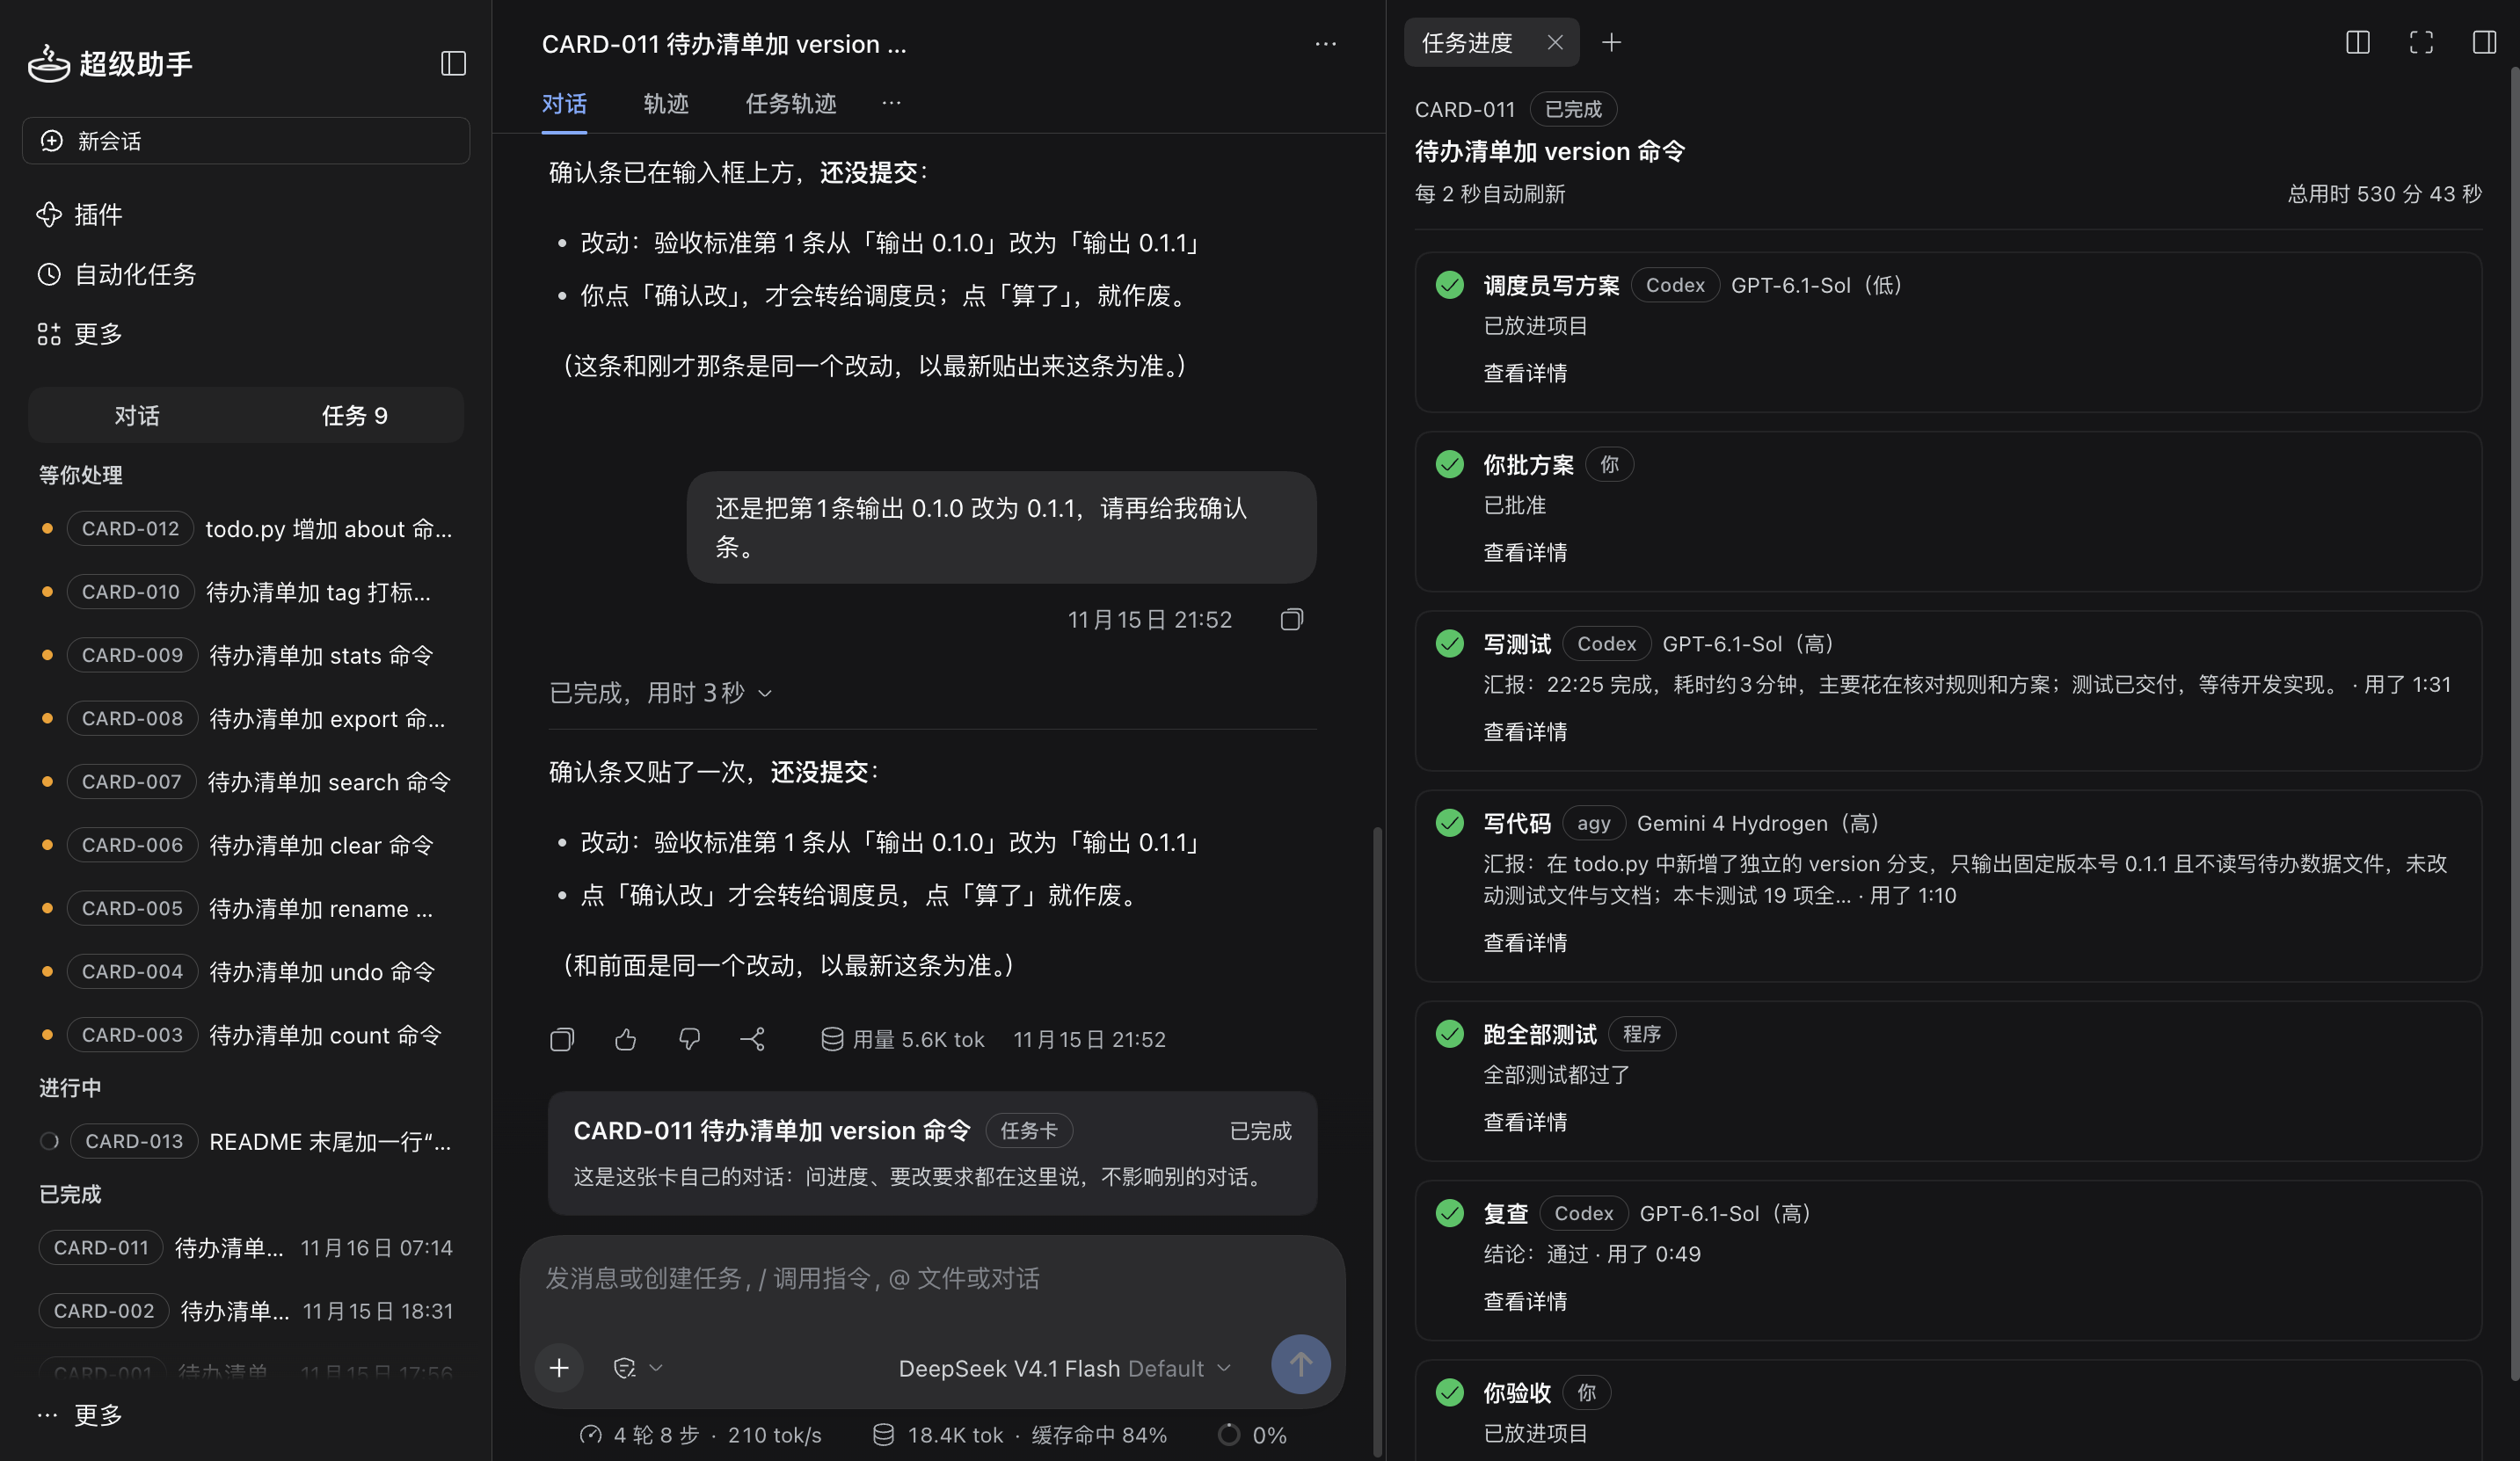 超级助手
新会话
插件
自动化任务
更多
对话
任务 9
等你处理
CARD-012 todo.py 增加 about 命...
CARD-010 待办清单加 tag 打标...
CARD-009 待办清单加 stats 命令
CARD-008 待办清单加 export 命...
CARD-007 待办清单加 search 命令
CARD-006 待办清单加 clear 命令
CARD-005 待办清单加 rename ...
CARD-004 待办清单加 undo 命令
CARD-003 待办清单加 count 命令
进行中
CARD-013 README 末尾加一行“...
已完成
CARD-011 待办清单... 11月16日 07:14
CARD-002 待办清单... 11月15日 18:31
CARD-001 待办清单 11月15日 17:56
··· 更多
CARD-011 待办清单加 version ...
对话 轨迹 任务轨迹 ···
确认条已在输入框上方，还没提交：
• 改动：验收标准第 1 条从「输出 0.1.0」改为「输出 0.1.1」
• 你点「确认改」，才会转给调度员；点「算了」，就作废。
（这条和刚才那条是同一个改动，以最新贴出来这条为准。）
还是把第1条输出 0.1.0 改为 0.1.1，请再给我确认
条。
11月15日 21:52
已完成，用时 3秒
确认条又贴了一次，还没提交：
• 改动：验收标准第 1 条从「输出 0.1.0」改为「输出 0.1.1」
• 点「确认改」才会转给调度员，点「算了」就作废。
（和前面是同一个改动，以最新这条为准。）
用量 5.6K tok 11月15日 21:52
CARD-011 待办清单加 version 命令 任务卡 已完成
这是这张卡自己的对话：问进度、要改要求都在这里说，不影响别的对话。
发消息或创建任务, / 调用指令, @ 文件或对话
DeepSeek V4.1 Flash Default
4 轮 8 步 · 210 tok/s 18.4K tok · 缓存命中 84% 0%
任务进度
CARD-011 已完成
待办清单加 version 命令
每 2 秒自动刷新 总用时 530 分 43 秒
调度员写方案 Codex GPT-6.1-Sol（低）
已放进项目
查看详情
你批方案 你
已批准
查看详情
写测试 Codex GPT-6.1-Sol（高）
汇报：22:25 完成，耗时约3分钟，主要花在核对规则和方案；测试已交付，等待开发实现。 · 用了 1:31
查看详情
写代码 agy Gemini 4 Hydrogen（高）
汇报：在 todo.py 中新增了独立的 version 分支，只输出固定版本号 0.1.1 且不读写待办数据文件，未改
动测试文件与文档；本卡测试 19 项全... · 用了 1:10
查看详情
跑全部测试 程序
全部测试都过了
查看详情
复查 Codex GPT-6.1-Sol（高）
结论：通过 · 用了 0:49
查看详情
你验收 你
已放进项目